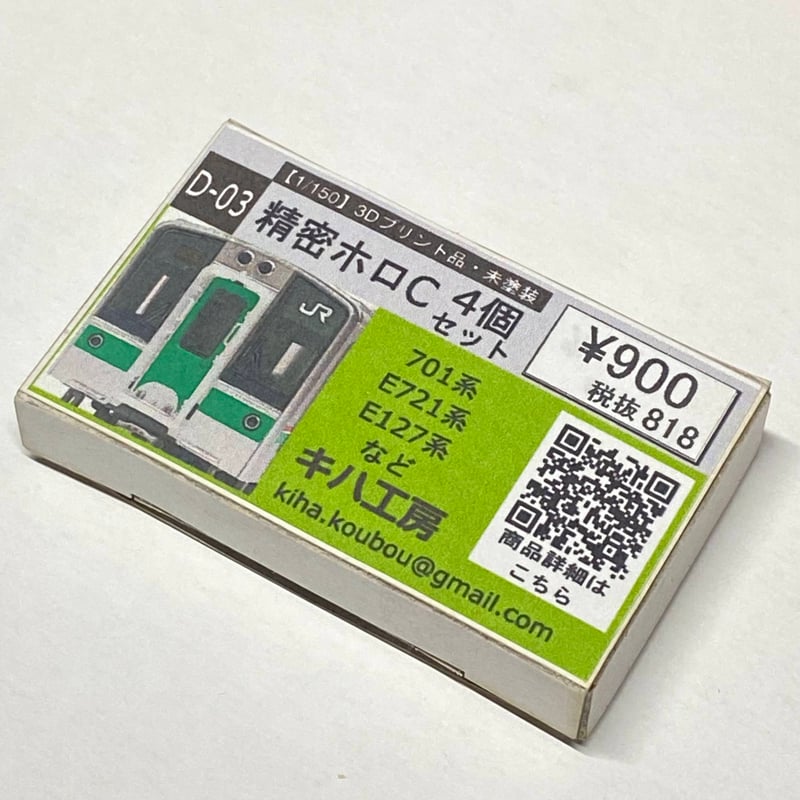 D-03
【1/150】3Dプリント品・未塗装
精密ホロC 4個
セット
JR
¥900
税抜818
701系
E721系
E127系
など
キハ工房
kiha.koubou@gmail.com
商品詳細は
こちら